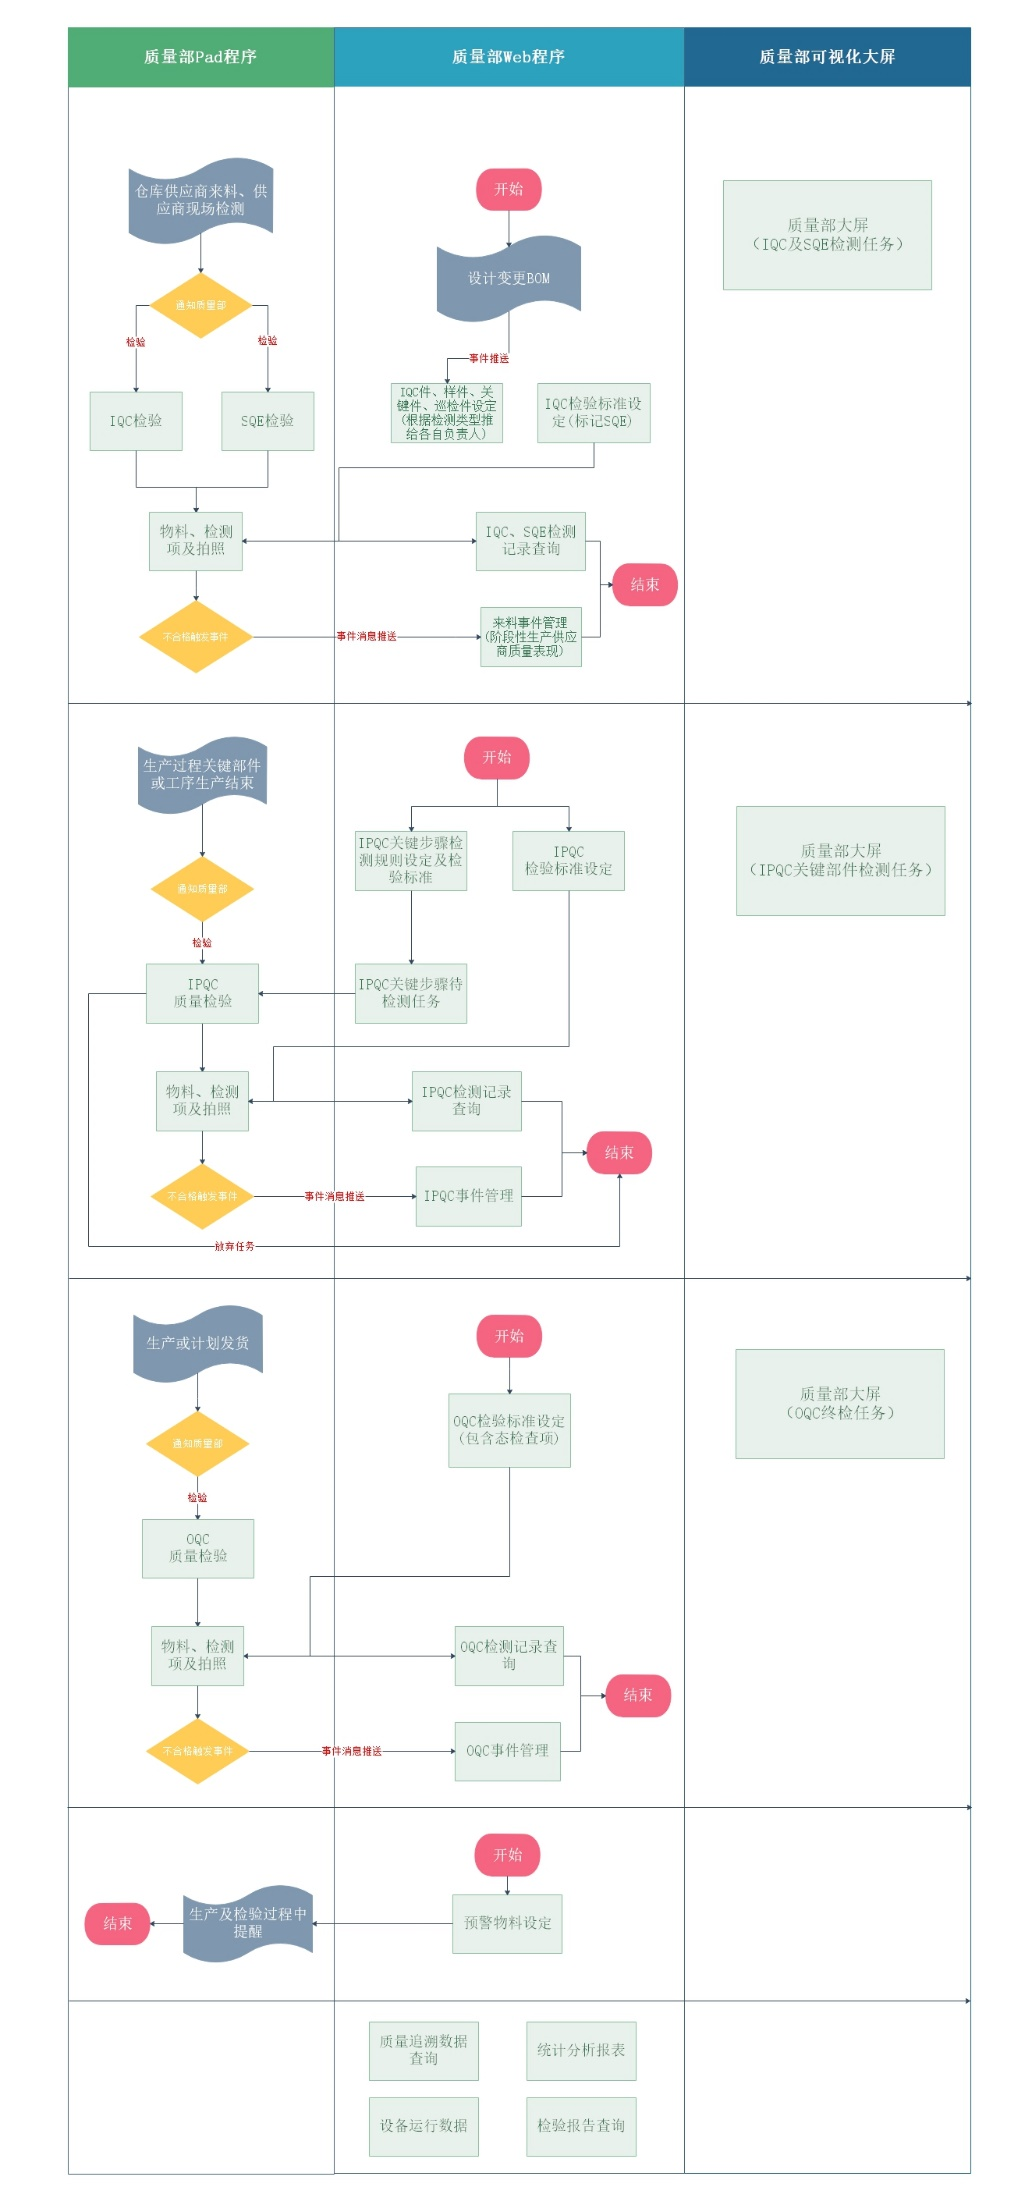 质量部Pad程序
质量部Web程序
质量部可视化大屏
仓库供应商来料、供
应商现场检测
开始
质量部大屏
（IQC及SQE检测任务）
设计变更BOM
通知质量部
检验
检验
事件推送
IQC检验
SQE检验
IQC件、样件、关
键件、巡检件设定
(根据检测类型推
给各自负责人)
IQC检验标准设
定(标记SQE)
物料、检测
项及拍照
IQC、SQE检测
记录查询
结束
不合格触发事件
事件消息推送
来料事件管理
(阶段性生产供应
商质量表现)
生产过程关键部件
或工序生产结束
开始
质量部大屏
（IPQC关键部件检测任务）
IPQC关键步骤检
测规则设定及检
验标准
IPQC
检验标准设定
通知质量部
检验
IPQC
质量检验
IPQC关键步骤待
检测任务
物料、检测
项及拍照
IPQC检测记录
查询
结束
不合格触发事件
事件消息推送
IPQC事件管理
放弃任务
生产或计划发货
开始
质量部大屏
（OQC终检任务）
OQC检验标准设定
(包含态检查项)
通知质量部
检验
OQC
质量检验
物料、检测
项及拍照
OQC检测记录查
询
结束
不合格触发事件
事件消息推送
OQC事件管理
开始
结束
生产及检验过程中
提醒
预警物料设定
质量追溯数据
查询
统计分析报表
设备运行数据
检验报告查询